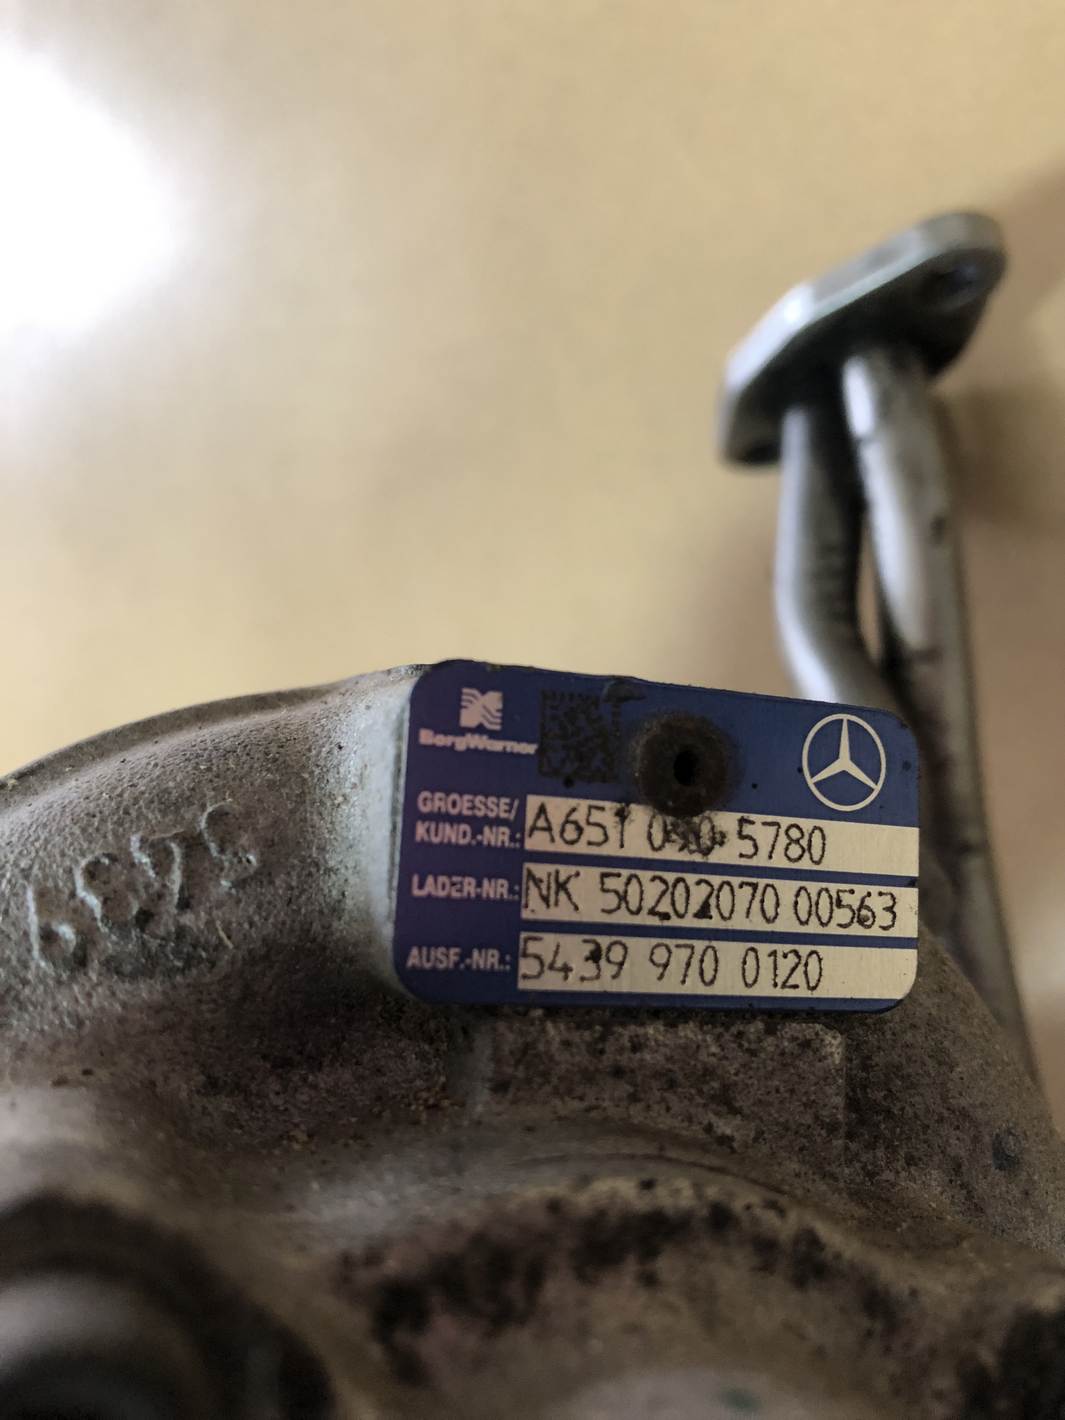 BorgWarner
GROESSE/
KUND.-NR.: A651 5780
LADER-NR.: NK 50202070 00563
AUSF.-NR.: 5439 970 0120